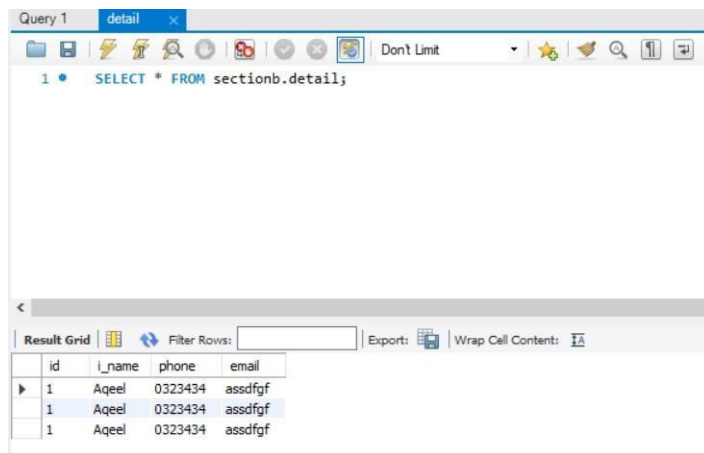 Query 1 detail
Don't Limit
1 SELECT * FROM sectionb.detail;
Result Grid Filter Rows: Export: Wrap Cell Content: IA
id i_name phone email
1 Aqeel 0323434 assdfgf
1 Aqeel 0323434 assdfgf
1 Aqeel 0323434 assdfgf